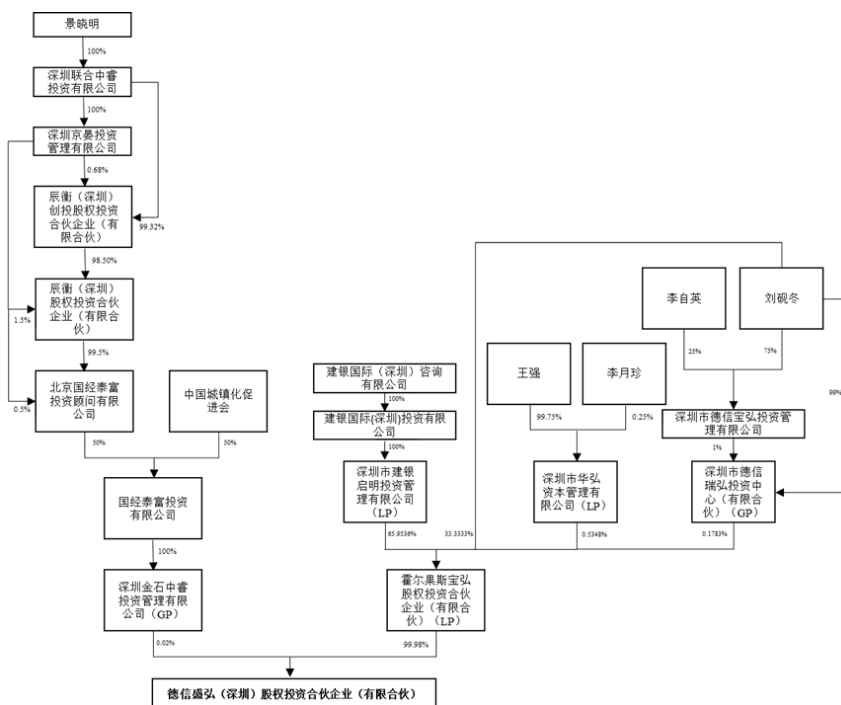 景晓明
100%
深圳联合中睿
投资有限公司
100%
深圳京晏投资
管理有限公司
0.68%
辰衡（深圳）
创投股权投资
合伙企业（有
限合伙）
99.32%
98.50%
辰衡（深圳）
股权投资合伙
企业（有限合
伙）
1.5%
99.5%
北京国经泰富
投资顾问有限
公司
0.5%
中国城镇化促
进会
50%
50%
国经泰富投资
有限公司
100%
深圳金石中睿
投资管理有限
公司（GP）
0.02%
建银国际（深圳）咨询
有限公司
100%
建银国际(深圳)投资有限
公司
100%
深圳市建银
启明投资管
理有限公司
（LP）
65.9536%
33.3333%
王强
李月珍
99.75%
0.25%
深圳市华弘
资本管理有
限公司（LP）
0.5348%
李自英
刘砚冬
25%
75%
99%
深圳市德信宝弘投资管
理有限公司
1%
深圳市德信
瑞弘投资中
心（有限合
伙）（GP）
0.1783%
霍尔果斯宝弘
股权投资合伙
企业（有限合
伙）（LP）
99.98%
德信盛弘（深圳）股权投资合伙企业（有限合伙）